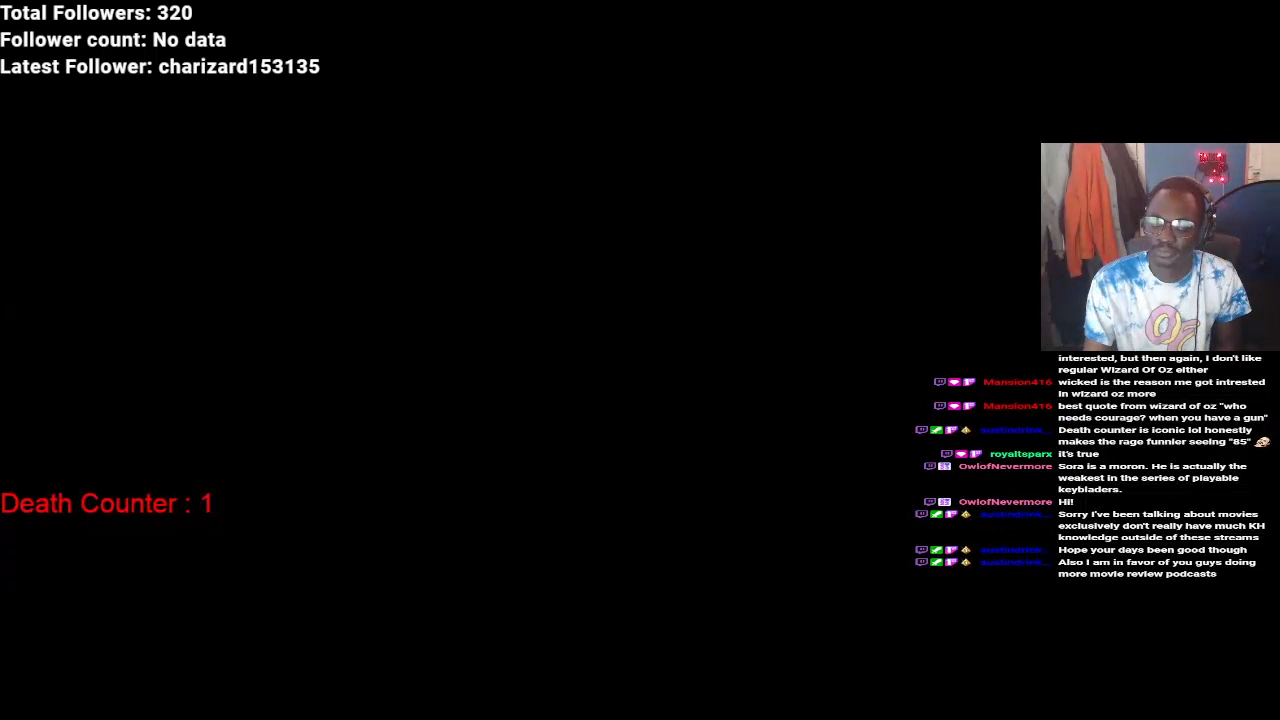 Total Followers: 320
Follower count: No data
Latest Follower: charizard153135
interested, but then again, I don't like
regular Wizard Of Oz either
Mansion416 wicked is the reason me got intrested
in wizard oz more
Mansion416 best quote from wizard of oz "who
needs courage? when you have a gun"
Death counter is iconic lol honestly
makes the rage funnier seeing "85"
royaltsparx it's true
OwlofNevermore Sora is a moron. He is actually the
weakest in the series of playable
keybladers.
OwlofNevermore Hi!
Sorry I've been talking about movies
exclusively don't really have much KH
knowledge outside of these streams
Hope your days been good though
Also I am in favor of you guys doing
more movie review podcasts
Death Counter : 1